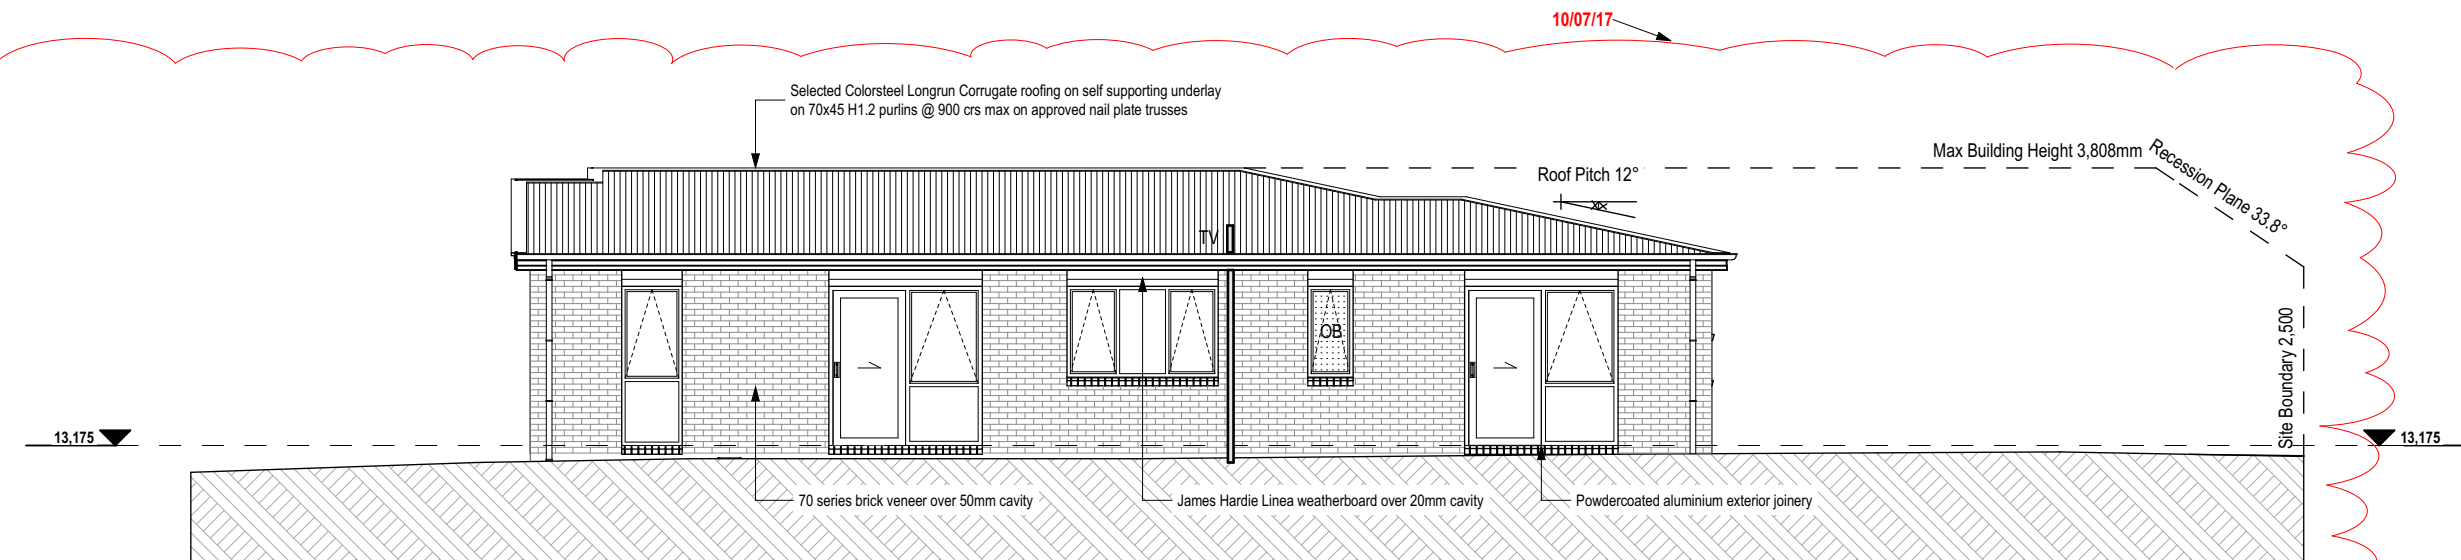 10/07/17
Selected Colorsteel Longrun Corrugate roofing on self supporting underlay
on 70x45 H1.2 purlins @ 900 crs max on approved nail plate trusses
Max Building Height 3,808mm
Recession Plane 33.8°
Roof Pitch 12°
TV
OB
Site Boundary 2,500
13,175
13,175
70 series brick veneer over 50mm cavity
James Hardie Linea weatherboard over 20mm cavity
Powdercoated aluminium exterior joinery